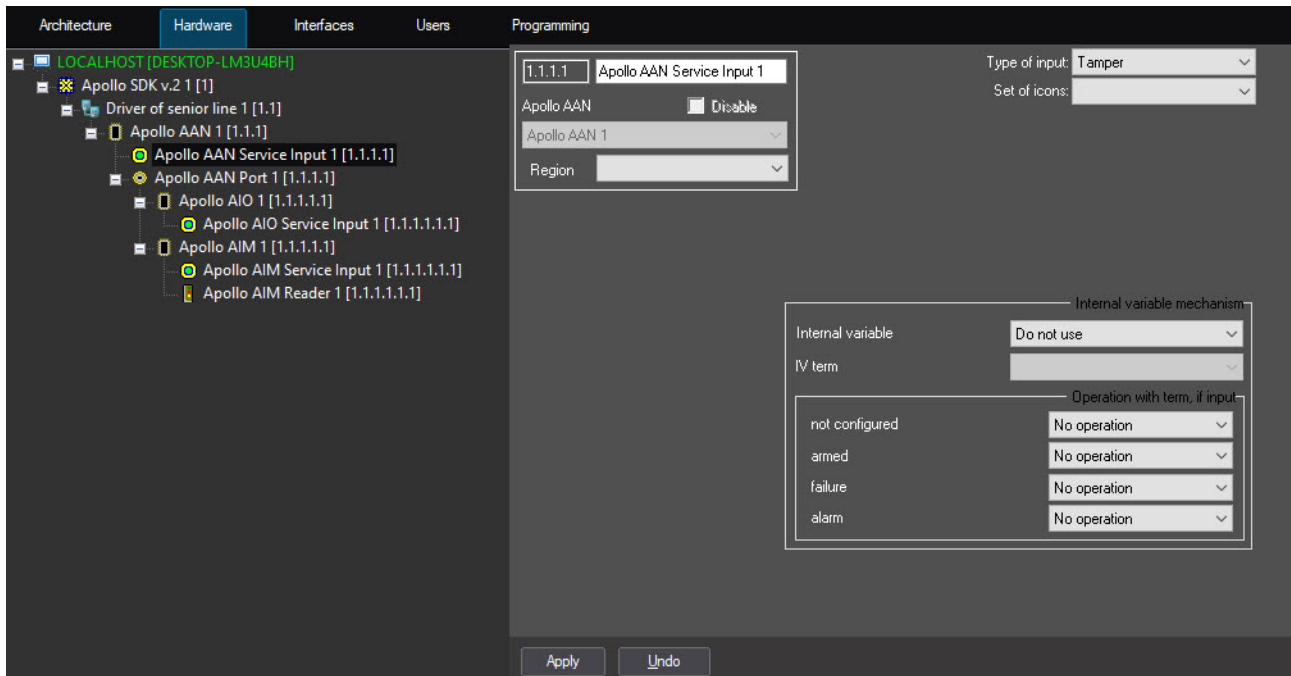 Architecture Hardware Interfaces Users Programming
LOCALHOST [DESKTOP-LM3U4BH]
Apollo SDK v.2 1 [1]
Driver of senior line 1 [1.1]
Apollo AAN 1 [1.1.1]
Apollo AAN Service Input 1 [1.1.1.1]
Apollo AAN Port 1 [1.1.1.1]
Apollo AIO 1 [1.1.1.1.1]
Apollo AIO Service Input 1 [1.1.1.1.1.1]
Apollo AIM 1 [1.1.1.1.1]
Apollo AIM Service Input 1 [1.1.1.1.1.1]
Apollo AIM Reader 1 [1.1.1.1.1.1]
1.1.1.1 Apollo AAN Service Input 1
Apollo AAN Disable
Apollo AAN 1
Region
Type of input: Tamper
Set of icons:
Internal variable mechanism
Internal variable Do not use
IV term
Operation with term, if input
not configured No operation
armed No operation
failure No operation
alarm No operation
Apply Undo